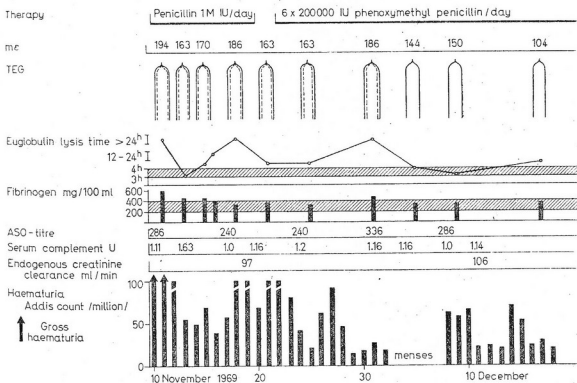 Therapy Penicillin 1M IU/day 6 x 200000 IU phenoxymethyl penicillin/day
mε 194 163 170 186 163 163 186 144 150 104
TEG
Euglobulin lysis time >24h
12-24h
4h
3h
Fibrinogen mg/100 ml 600
400
200
ASO-titre 286 240 240 336 286
Serum complement U 1.11 1.63 1.0 1.16 1.2 1.16 1.16 1.0 1.14
Endogenous creatinine clearance ml/min 97 106
Haematuria 100
Addis count /million/
Gross haematuria
50
menses
0
10 November 1969 20 30 10 December